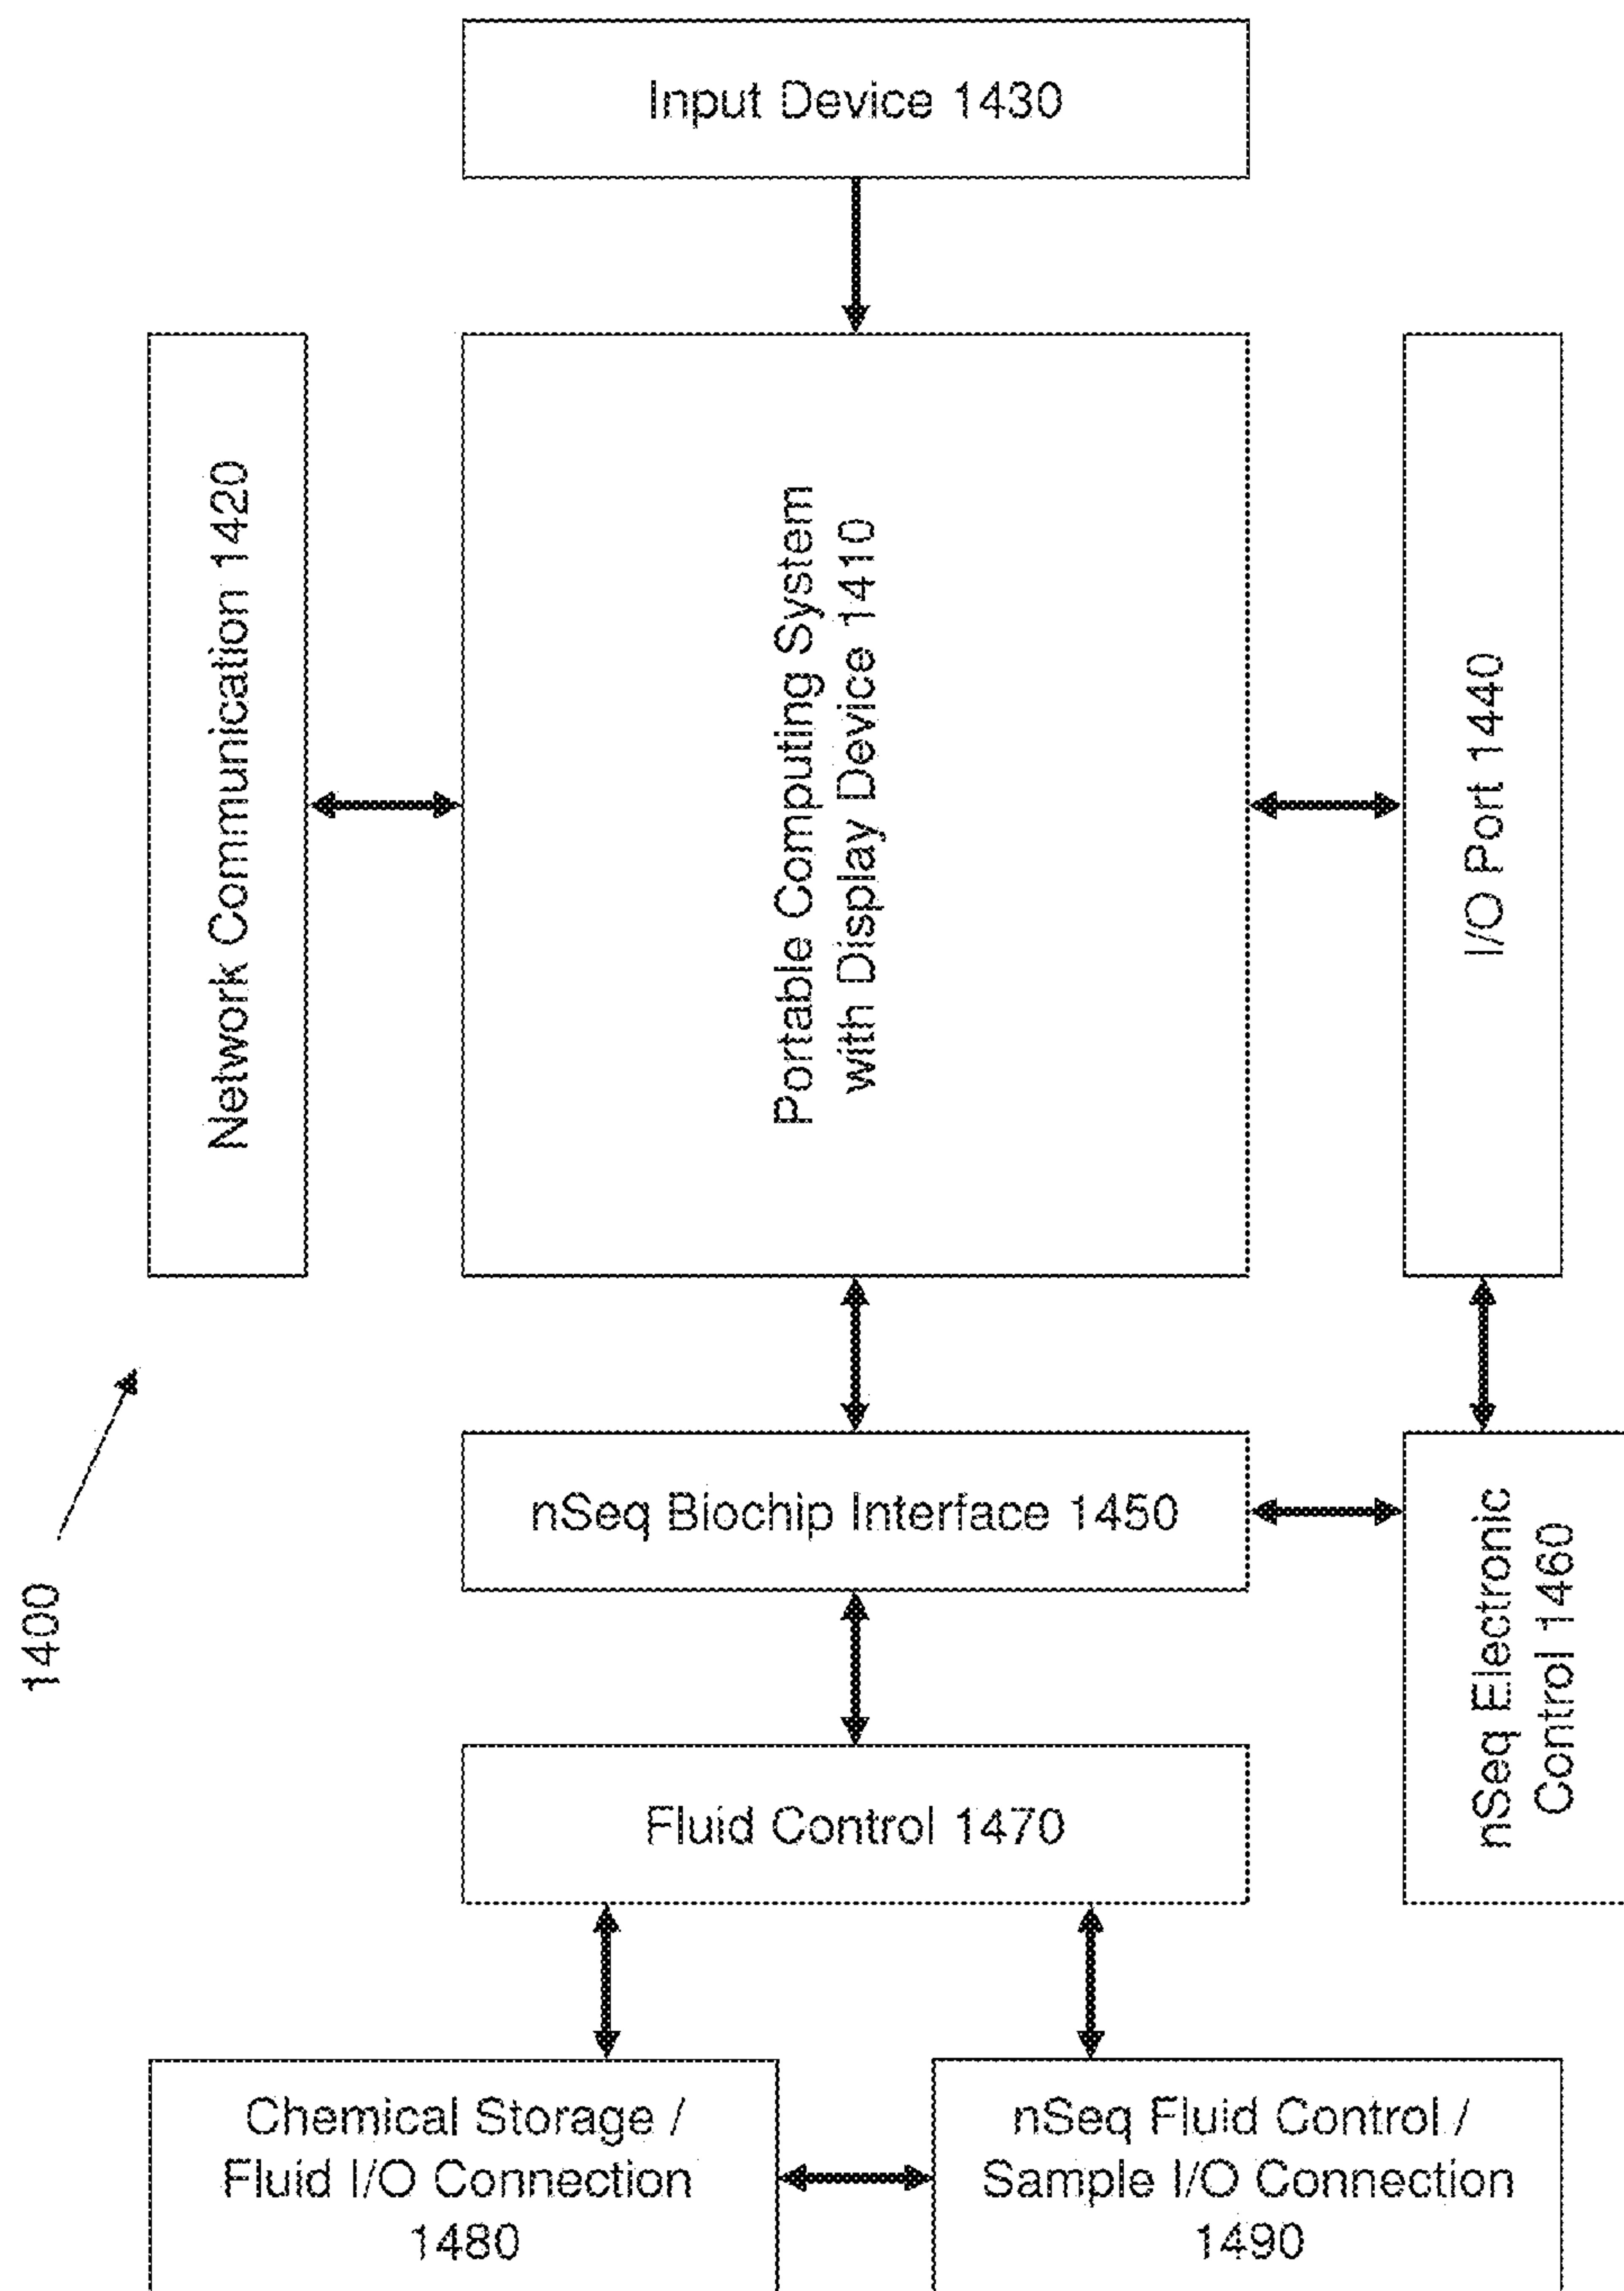 Input Device 1430
Network Communication 1420
Portable Computing System
with Display Device 1410
I/O Port 1440
1400
nSeq Biochip Interface 1450
nSeq Electronic
Control 1460
Fluid Control 1470
Chemical Storage /
Fluid I/O Connection
1480
nSeq Fluid Control /
Sample I/O Connection
1490